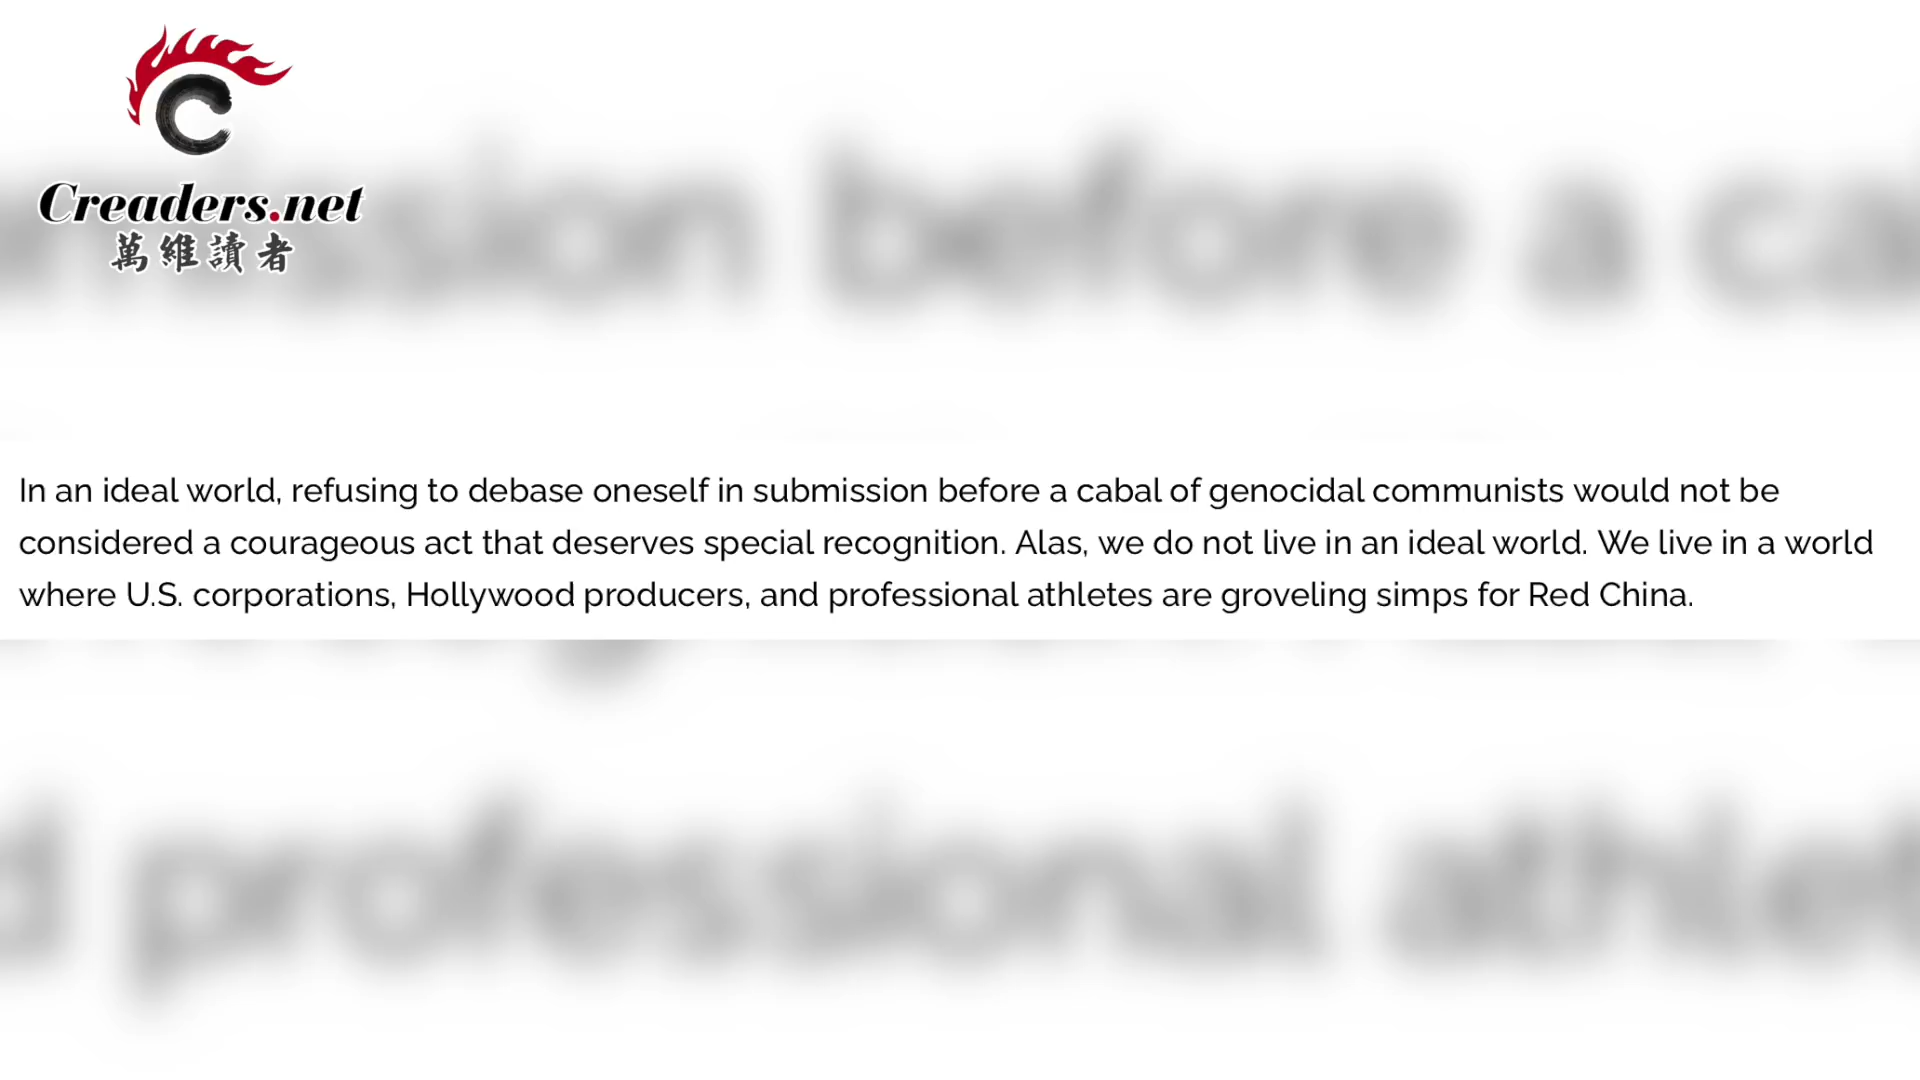 Creaders.net
萬維讀者
In an ideal world, refusing to debase oneself in submission before a cabal of genocidal communists would not be
considered a courageous act that deserves special recognition. Alas, we do not live in an ideal world. We live in a world
where U.S. corporations, Hollywood producers, and professional athletes are groveling simps for Red China.